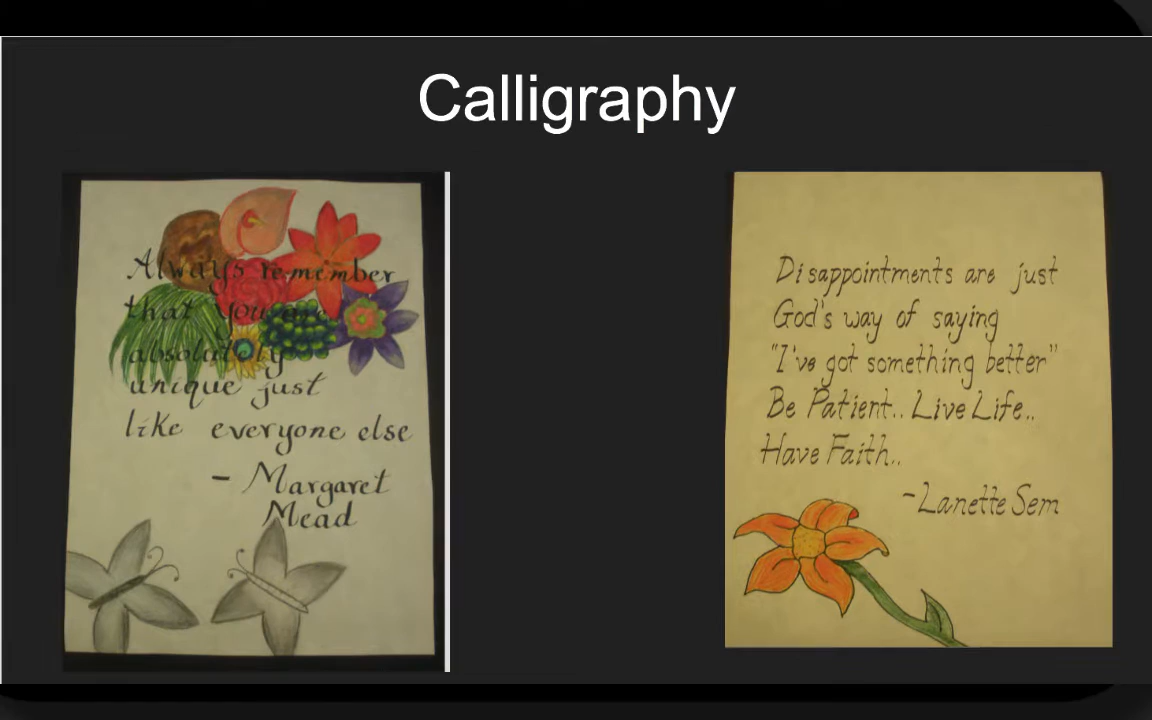 Calligraphy
Always remember
that you are
absolutely
unique just
like everyone else
- Margaret
Mead
Disappointments are just
God's way of saying
"I've got something better"
Be Patient.. Live Life..
Have Faith..
-Lanette Sem